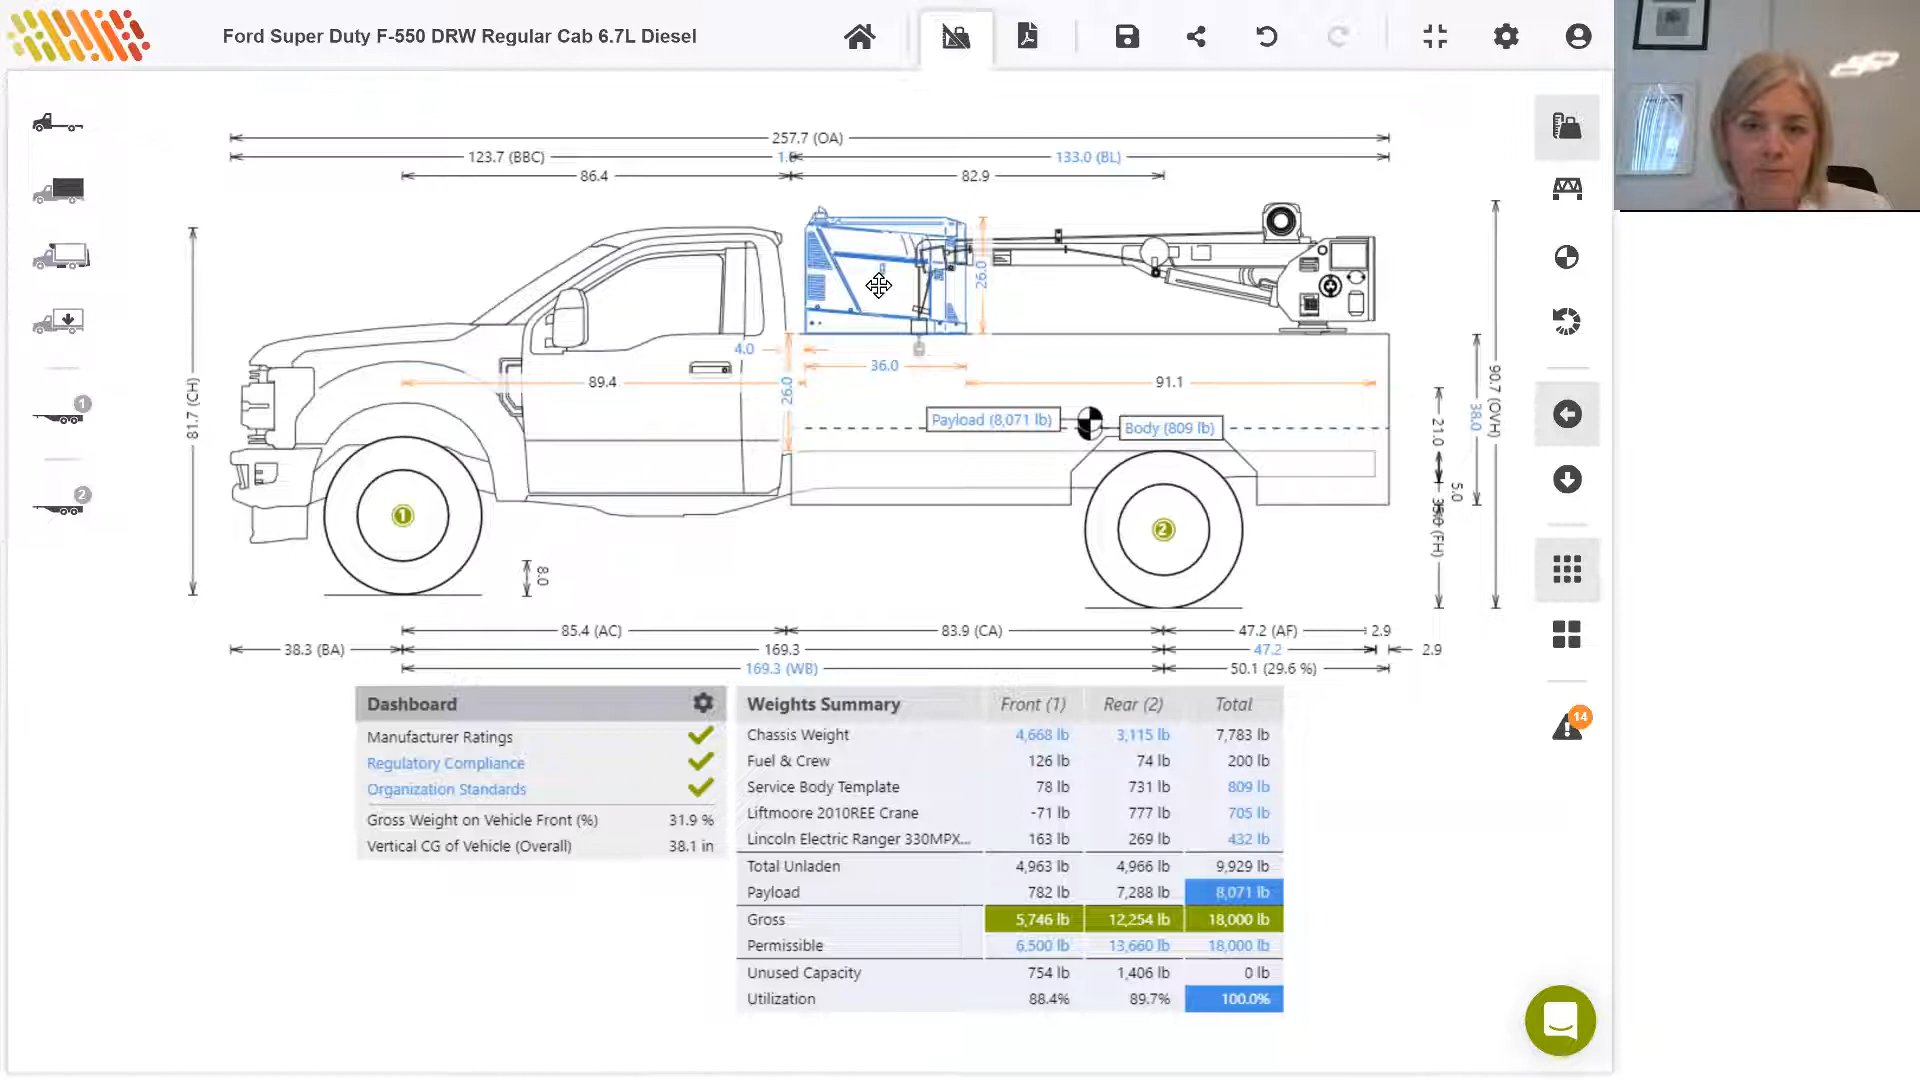 Ford Super Duty F-550 DRW Regular Cab 6.7L Diesel
257.7 (OA)
123.7 (BBC)
133.0 (BL)
86.4
82.9
81.7 (CH)
26.0
4.0
36.0
26.0
89.4
91.1
Payload (8,071 lb)
Body (809 lb)
90.7 (OVH)
38.0
21.0
5.0
(FH)
8.0
1
2
1
2
85.4 (AC)
83.9 (CA)
47.2 (AF)
2.9
38.3 (BA)
169.3
47.2
2.9
169.3 (WB)
50.1 (29.6 %)
14
Dashboard
Manufacturer Ratings
Regulatory Compliance
Organization Standards
Gross Weight on Vehicle Front (%) 31.9 %
Vertical CG of Vehicle (Overall) 38.1 in
Weights Summary Front (1) Rear (2) Total
Chassis Weight 4,668 lb 3,115 lb 7,783 lb
Fuel & Crew 126 lb 74 lb 200 lb
Service Body Template 78 lb 731 lb 809 lb
Liftmoore 2010REE Crane -71 lb 777 lb 705 lb
Lincoln Electric Ranger 330MPX... 163 lb 269 lb 432 lb
Total Unladen 4,963 lb 4,966 lb 9,929 lb
Payload 782 lb 7,288 lb 8,071 lb
Gross 5,746 lb 12,254 lb 18,000 lb
Permissible 6,500 lb 13,660 lb 18,000 lb
Unused Capacity 754 lb 1,406 lb 0 lb
Utilization 88.4% 89.7% 100.0%